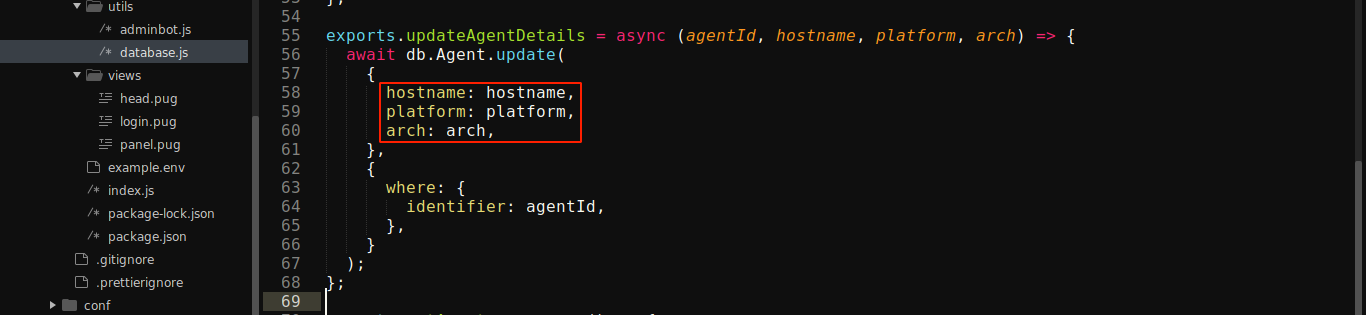 utils
adminbot.js
database.js
views
head.pug
login.pug
panel.pug
example.env
index.js
package-lock.json
package.json
.gitignore
.prettierignore
conf
};
54
55 exports.updateAgentDetails = async (agentId, hostname, platform, arch) => {
56 await db.Agent.update(
57 {
58 hostname: hostname,
59 platform: platform,
60 arch: arch,
61 },
62 {
63 where: {
64 identifier: agentId,
65 },
66 }
67 );
68 };
69